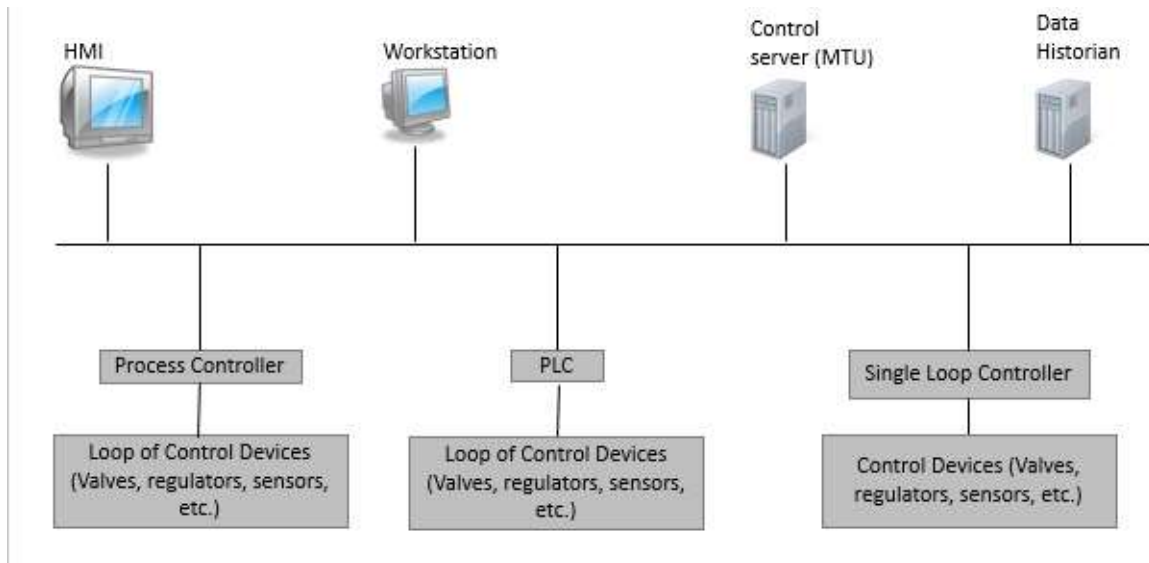 HMI
Workstation
Control
server (MTU)
Data
Historian
Process Controller
PLC
Single Loop Controller
Loop of Control Devices
(Valves, regulators, sensors,
etc.)
Loop of Control Devices
(Valves, regulators, sensors,
etc.)
Control Devices (Valves,
regulators, sensors, etc.)